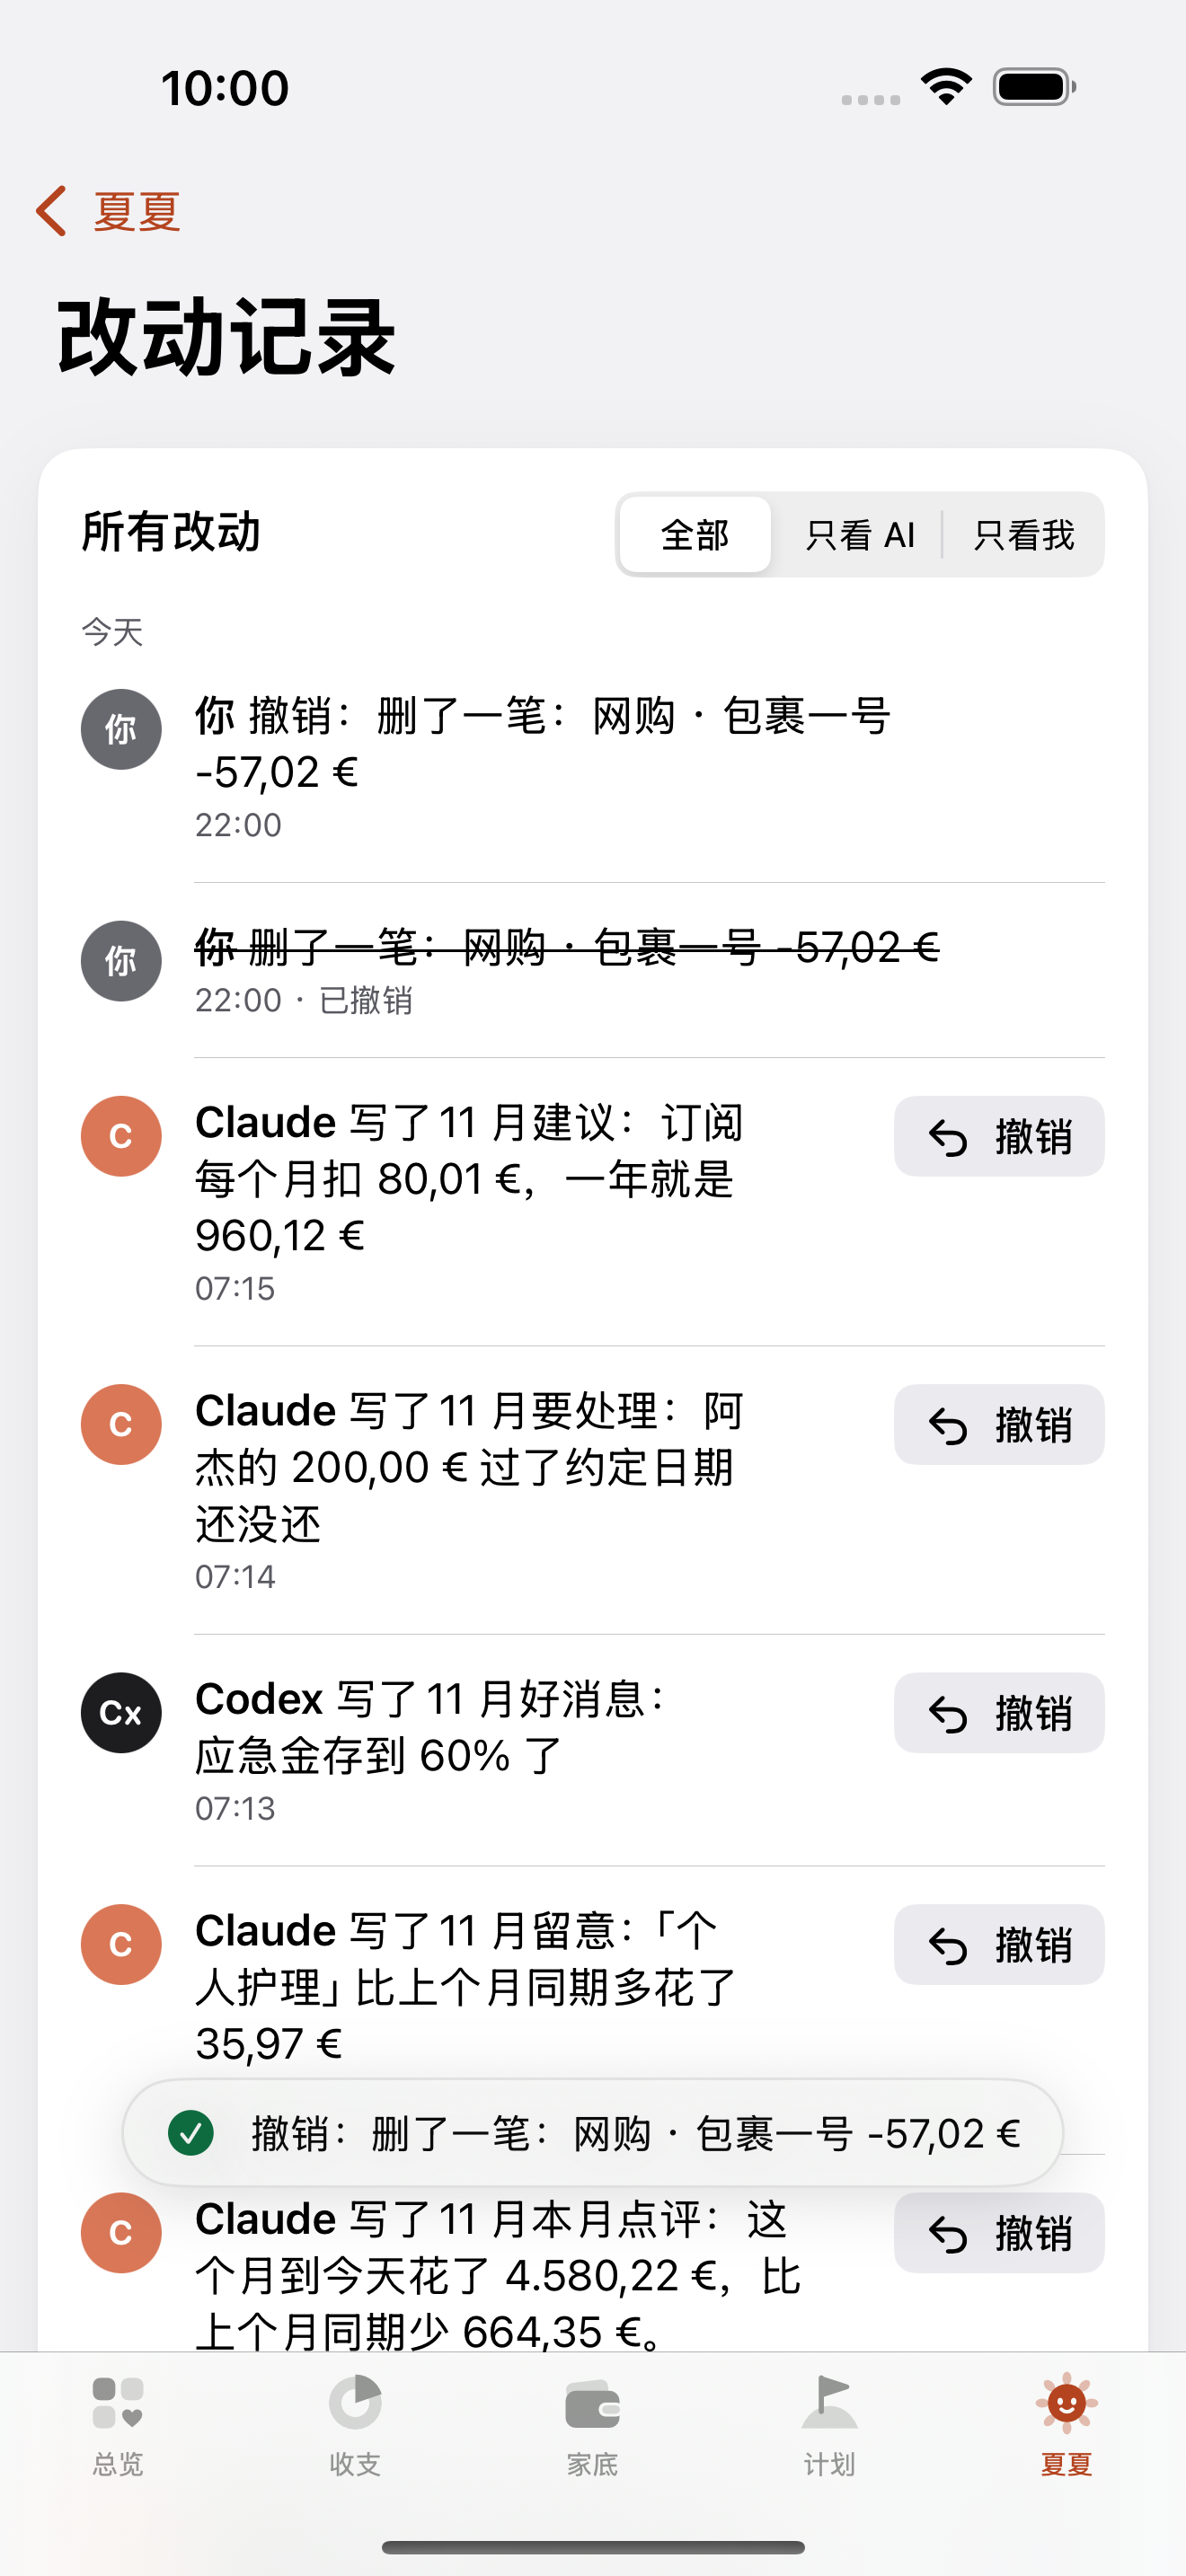 10:00
夏夏
改动记录
所有改动
全部
只看 AI
只看我
今天
你
你 撤销：删了一笔：网购 · 包裹一号
-57,02 €
22:00
你
你 删了一笔：网购 · 包裹一号 -57,02 €
22:00 · 已撤销
C
Claude 写了 11 月建议：订阅
每个月扣 80,01 €，一年就是
960,12 €
07:15
撤销
C
Claude 写了 11 月要处理：阿
杰的 200,00 € 过了约定日期
还没还
07:14
撤销
Cx
Codex 写了 11 月好消息：
应急金存到 60% 了
07:13
撤销
C
Claude 写了 11 月留意：「个
人护理」比上个月同期多花了
35,97 €
撤销
撤销：删了一笔：网购 · 包裹一号 -57,02 €
C
Claude 写了 11 月本月点评：这
个月到今天花了 4.580,22 €，比
上个月同期少 664,35 €。
撤销
总览
收支
家底
计划
夏夏